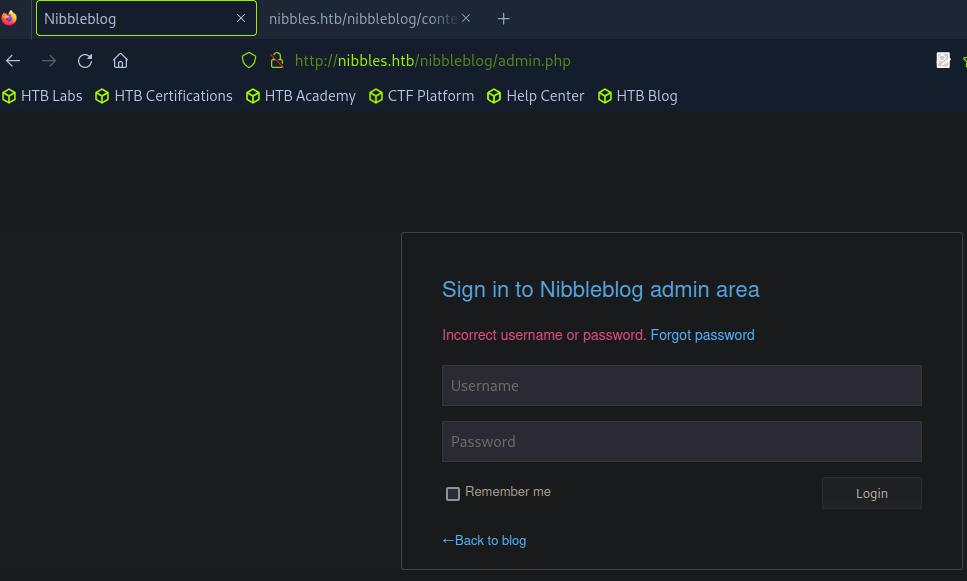 Nibbleblog
nibbles.htb/nibbleblog/conte
http://nibbles.htb/nibbleblog/admin.php
HTB Labs HTB Certifications HTB Academy CTF Platform Help Center HTB Blog
Sign in to Nibbleblog admin area
Incorrect username or password. Forgot password
Username
Password
Remember me
Login
←Back to blog